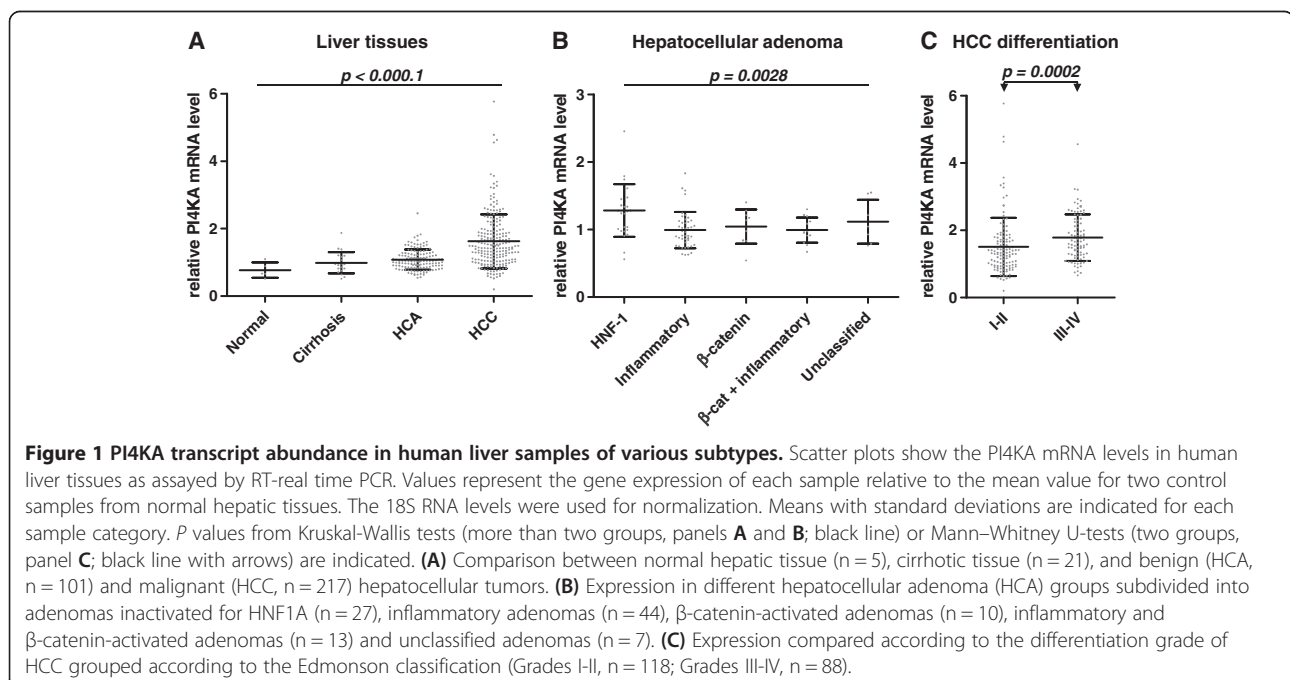 A Liver tissues
p < 0.000.1
relative PI4KA mRNA level
6
4
2
0
Normal
Cirrhosis
HCA
HCC
B Hepatocellular adenoma
p = 0.0028
relative PI4KA mRNA level
3
2
1
0
HNF-1
Inflammatory
β-catenin
β-cat + inflammatory
Unclassified
C HCC differentiation
p = 0.0002
relative PI4KA mRNA level
6
4
2
0
I-II
III-IV
Figure 1 PI4KA transcript abundance in human liver samples of various subtypes. Scatter plots show the PI4KA mRNA levels in human
liver tissues as assayed by RT-real time PCR. Values represent the gene expression of each sample relative to the mean value for two control
samples from normal hepatic tissues. The 18S RNA levels were used for normalization. Means with standard deviations are indicated for each
sample category. P values from Kruskal-Wallis tests (more than two groups, panels A and B; black line) or Mann–Whitney U-tests (two groups,
panel C; black line with arrows) are indicated. (A) Comparison between normal hepatic tissue (n = 5), cirrhotic tissue (n = 21), and benign (HCA,
n = 101) and malignant (HCC, n = 217) hepatocellular tumors. (B) Expression in different hepatocellular adenoma (HCA) groups subdivided into
adenomas inactivated for HNF1A (n = 27), inflammatory adenomas (n = 44), β-catenin-activated adenomas (n = 10), inflammatory and
β-catenin-activated adenomas (n = 13) and unclassified adenomas (n = 7). (C) Expression compared according to the differentiation grade of
HCC grouped according to the Edmonson classification (Grades I-II, n = 118; Grades III-IV, n = 88).